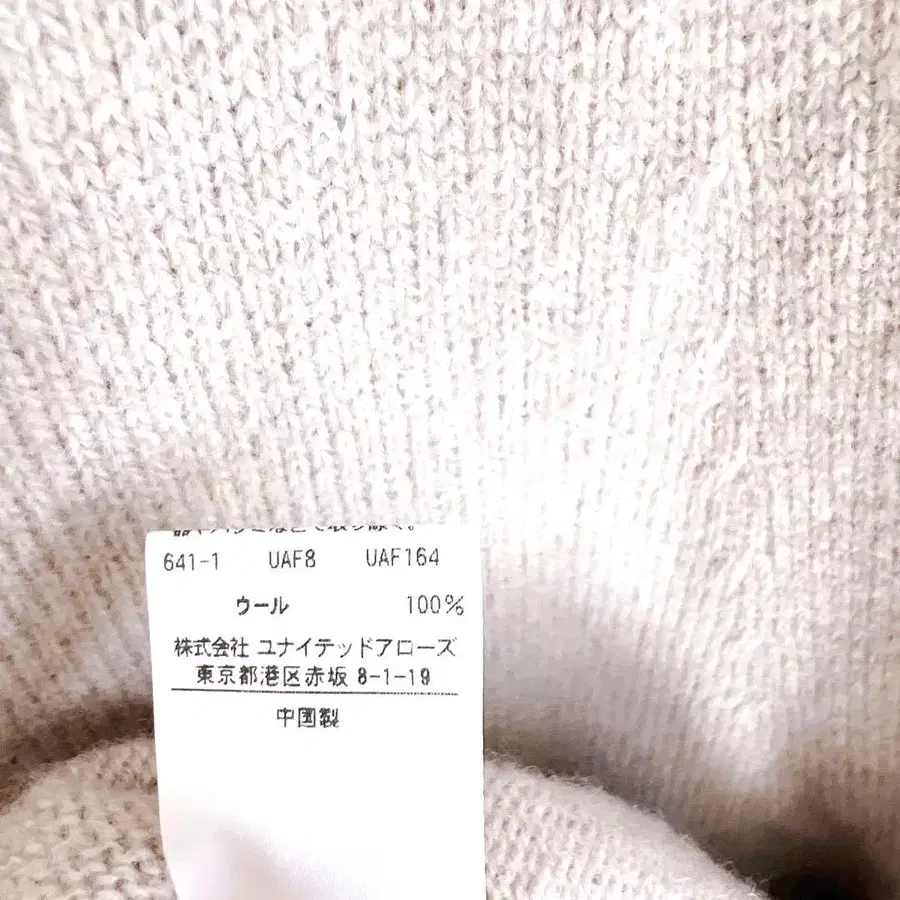 641-1 UAF8 UAF164
ウール 100%
株式会社 ユナイテッドアローズ
東京都港区赤坂 8-1-19
中国製